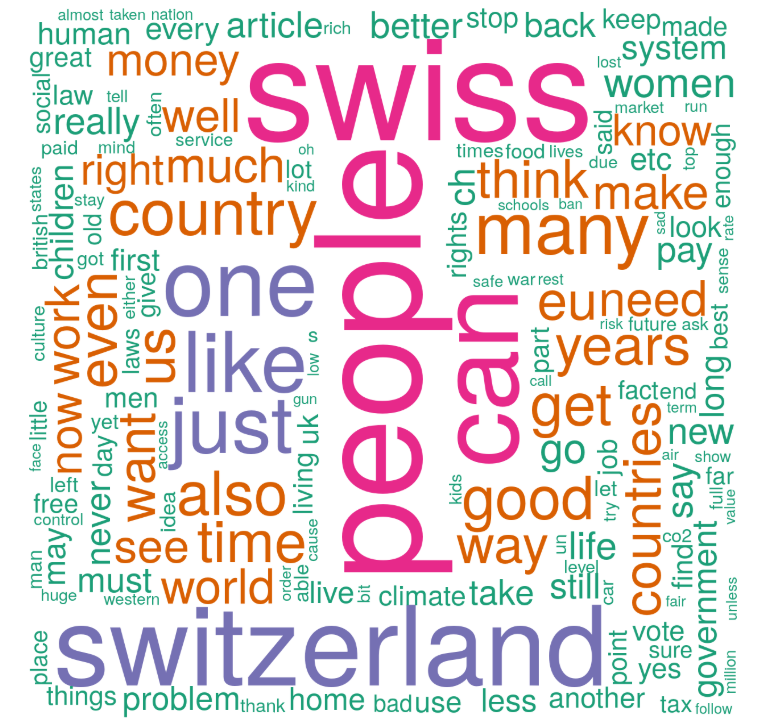 almost taken nation
human every article rich better stop back keep made
great money swiss lost system women
social law tell often well service said market run
really know
paid mind oh times food lives due etc top enough
right much lot kind ch think make
states stay schools ban sad look rate
british children old country many rights pay
got first people safe war rest sense
culture work even either give one can eu need
laws us s risk future ask best
like low part years long
men gun call get fact end term
face little now yet day want access just uk go job countries new
left never idea also living kids good let try say air show far full value
free control
may see time cause way un life co2 find
man must world order able level car fair government unless
huge western alive bit climate take still
switzerland point vote sure yes million
place
things problem thank home bad use less another tax follow